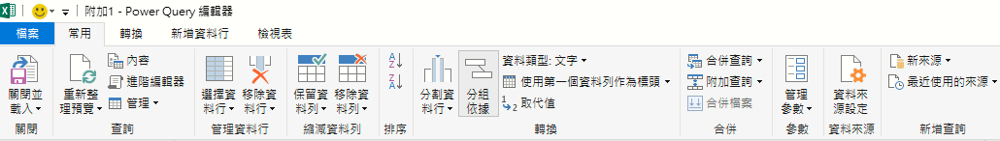 附加1 - Power Query 編輯器
檔案 常用 轉換 新增資料行 檢視表
關閉並載入
關閉
重新整理預覽
內容
進階編輯器
管理
查詢
選擇資料行
移除資料行
管理資料行
保留資料列
移除資料列
縮減資料列
A Z
Z A
排序
分割資料行
分組依據
資料類型: 文字
使用第一個資料列作為標頭
1 2 取代值
轉換
合併查詢
附加查詢
合併檔案
合併
管理參數
參數
資料來源設定
資料來源
新來源
最近使用的來源
新增查詢